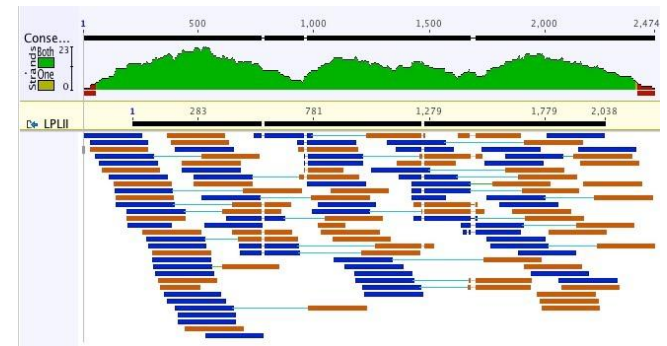 1 500 1,000 1,500 2,000 2,474
Conse...
Strands
Both 23
One 0
1 283 781 1,279 1,779 2,038
LPLII